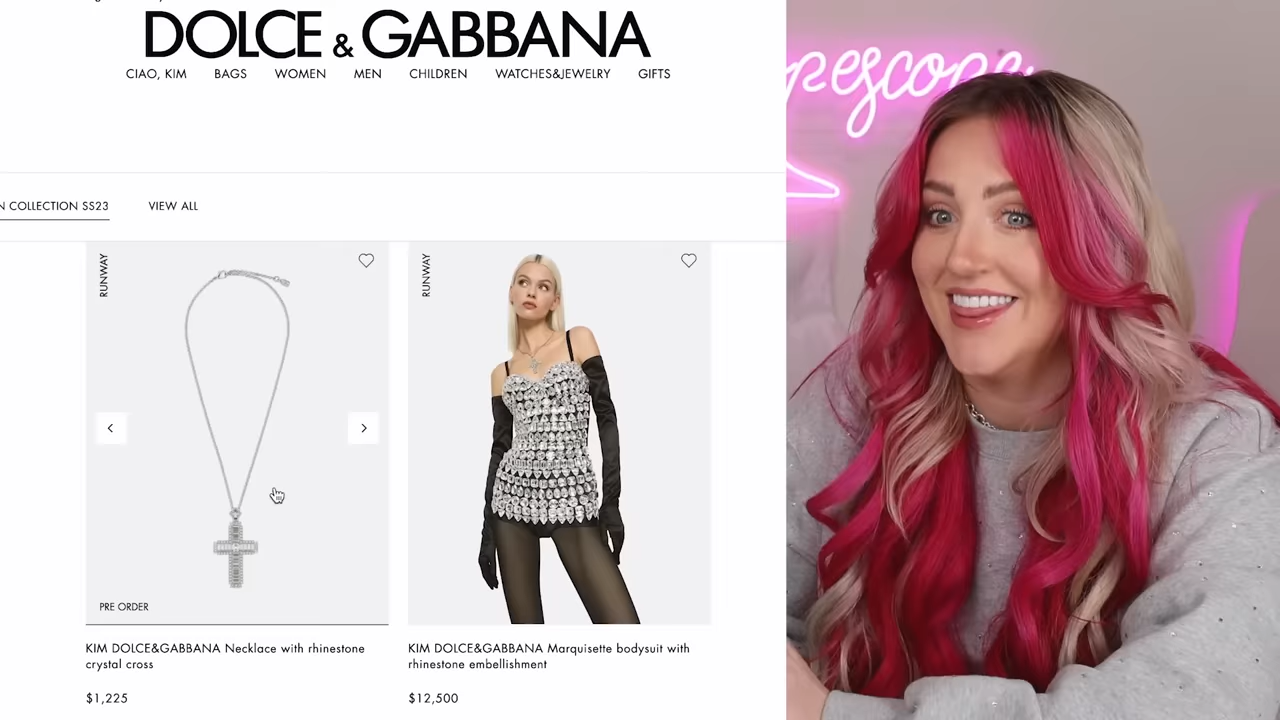 DOLCE & GABBANA
CIAO, KIM BAGS WOMEN MEN CHILDREN WATCHES&JEWELRY GIFTS
COLLECTION SS23 VIEW ALL
RUNWAY
RUNWAY
PRE ORDER
KIM DOLCE&GABBANA Necklace with rhinestone
crystal cross
$1,225
KIM DOLCE&GABBANA Marquisette bodysuit with
rhinestone embellishment
$12,500